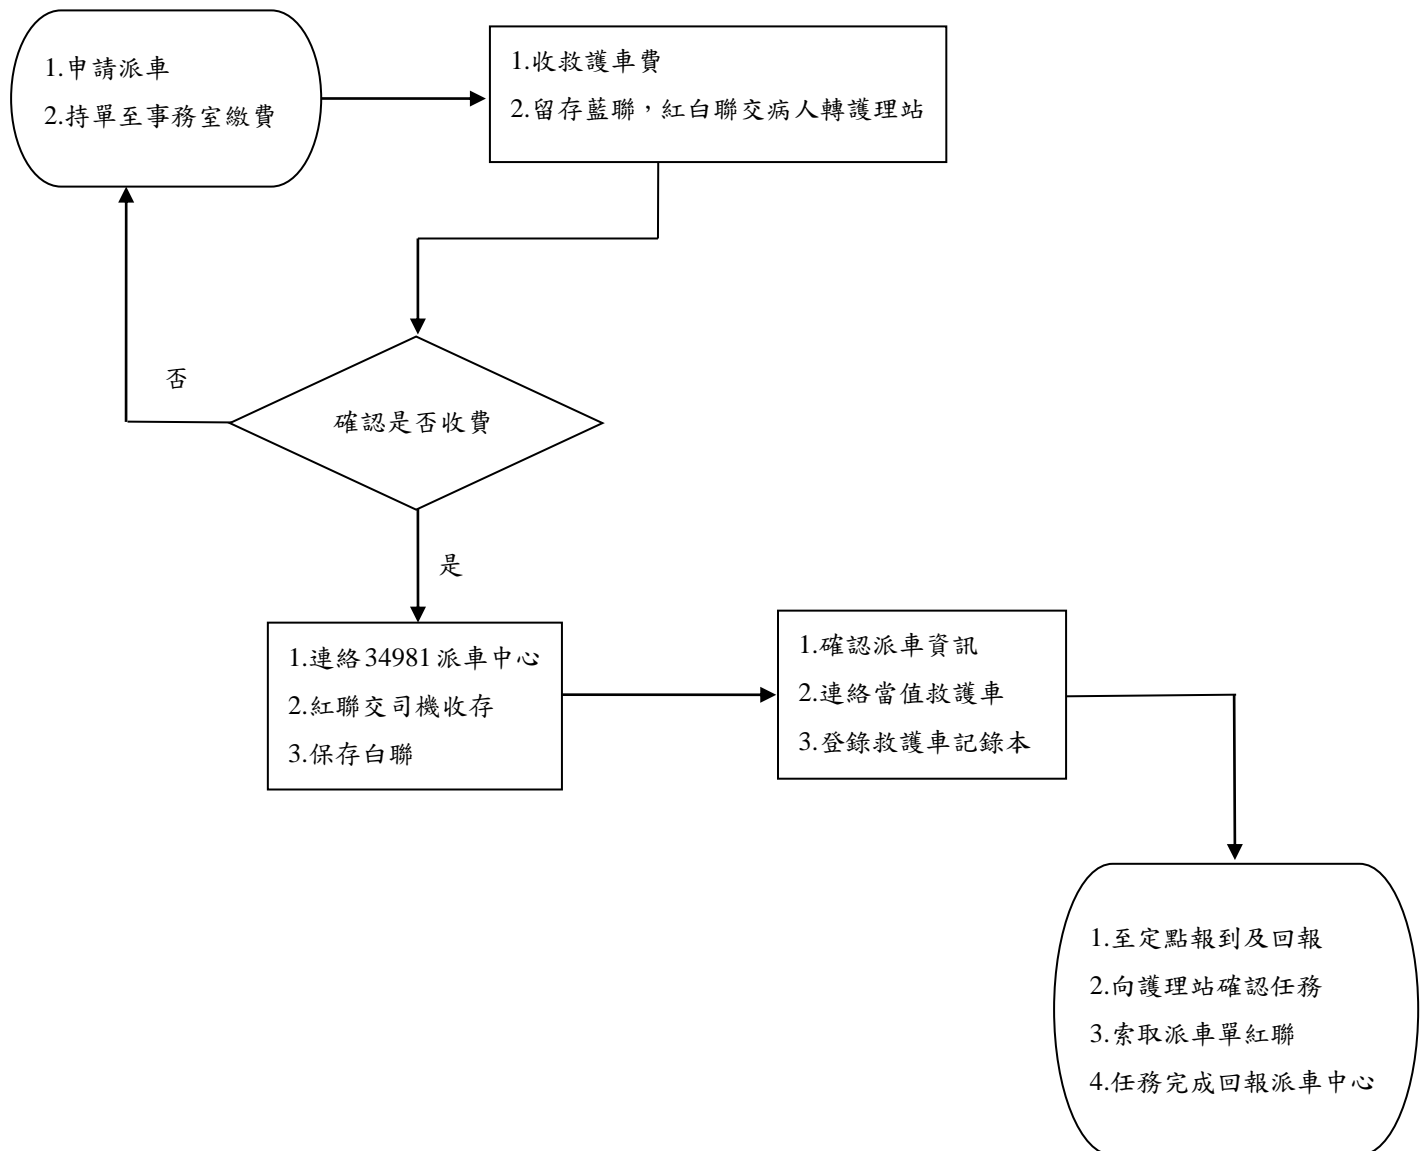 1.申請派車
2.持單至事務室繳費
1.收救護車費
2.留存藍聯，紅白聯交病人轉護理站
否
確認是否收費
是
1.連絡34981派車中心
2.紅聯交司機收存
3.保存白聯
1.確認派車資訊
2.連絡當值救護車
3.登錄救護車記錄本
1.至定點報到及回報
2.向護理站確認任務
3.索取派車單紅聯
4.任務完成回報派車中心